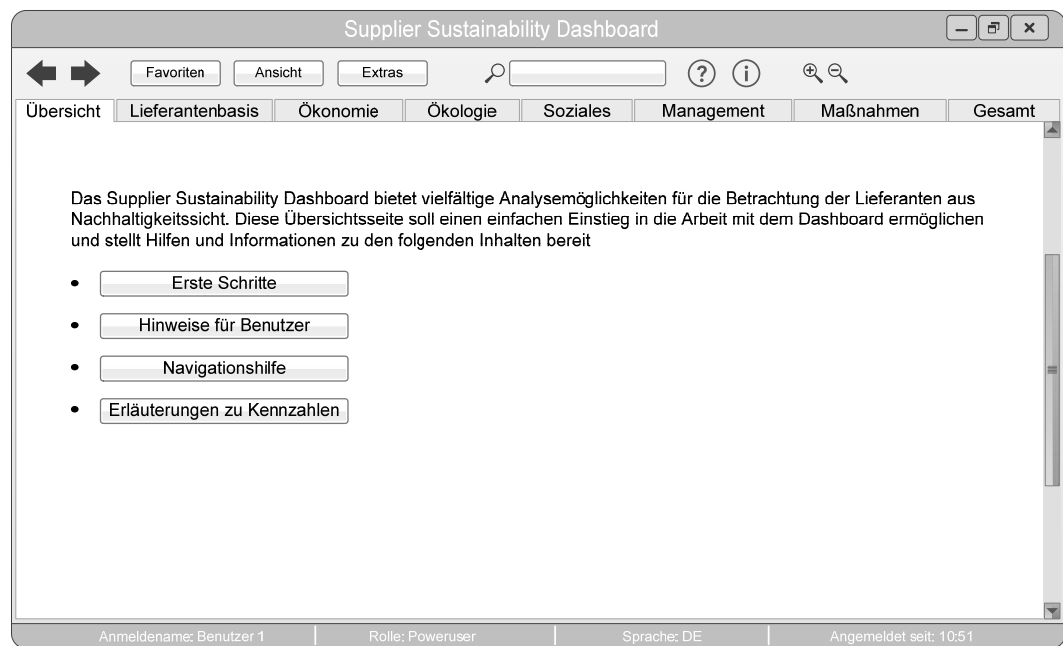 Supplier Sustainability Dashboard
Favoriten Ansicht Extras
Übersicht Lieferantenbasis Ökonomie Ökologie Soziales Management Maßnahmen Gesamt
Das Supplier Sustainability Dashboard bietet vielfältige Analysemöglichkeiten für die Betrachtung der Lieferanten aus
Nachhaltigkeitssicht. Diese Übersichtsseite soll einen einfachen Einstieg in die Arbeit mit dem Dashboard ermöglichen
und stellt Hilfen und Informationen zu den folgenden Inhalten bereit
• Erste Schritte
• Hinweise für Benutzer
• Navigationshilfe
• Erläuterungen zu Kennzahlen
Anmeldename: Benutzer 1 Rolle: Poweruser Sprache: DE Angemeldet seit: 10:51